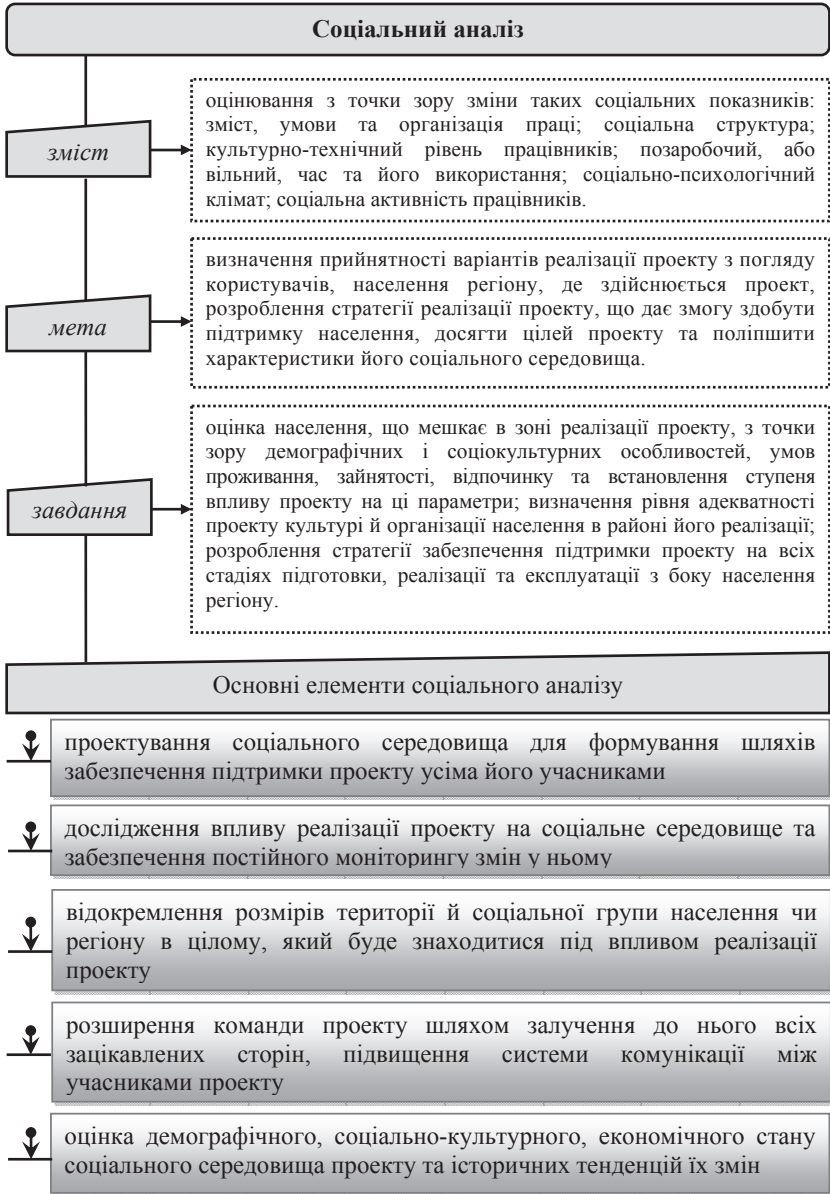 Соціальний аналіз
зміст
оцінювання з точки зору зміни таких соціальних показників:
зміст, умови та організація праці; соціальна структура;
культурно-технічний рівень працівників; позаробочий, або
вільний, час та його використання; соціально-психологічний
клімат; соціальна активність працівників.
мета
визначення прийнятності варіантів реалізації проекту з погляду
користувачів, населення регіону, де здійснюється проект,
розроблення стратегії реалізації проекту, що дає змогу здобути
підтримку населення, досягти цілей проекту та поліпшити
характеристики його соціального середовища.
завдання
оцінка населення, що мешкає в зоні реалізації проекту, з точки
зору демографічних і соціокультурних особливостей, умов
проживання, зайнятості, відпочинку та встановлення ступеня
впливу проекту на ці параметри; визначення рівня адекватності
проекту культурі й організації населення в районі його реалізації;
розроблення стратегії забезпечення підтримки проекту на всіх
стадіях підготовки, реалізації та експлуатації з боку населення
регіону.
Основні елементи соціального аналізу
проектування соціального середовища для формування шляхів
забезпечення підтримки проекту усіма його учасниками
дослідження впливу реалізації проекту на соціальне середовище та
забезпечення постійного моніторингу змін у ньому
відокремлення розмірів території й соціальної групи населення чи
регіону в цілому, який буде знаходитися під впливом реалізації
проекту
розширення команди проекту шляхом залучення до нього всіх
зацікавлених сторін, підвищення системи комунікації між
учасниками проекту
оцінка демографічного, соціально-культурного, економічного стану
соціального середовища проекту та історичних тенденцій їх змін